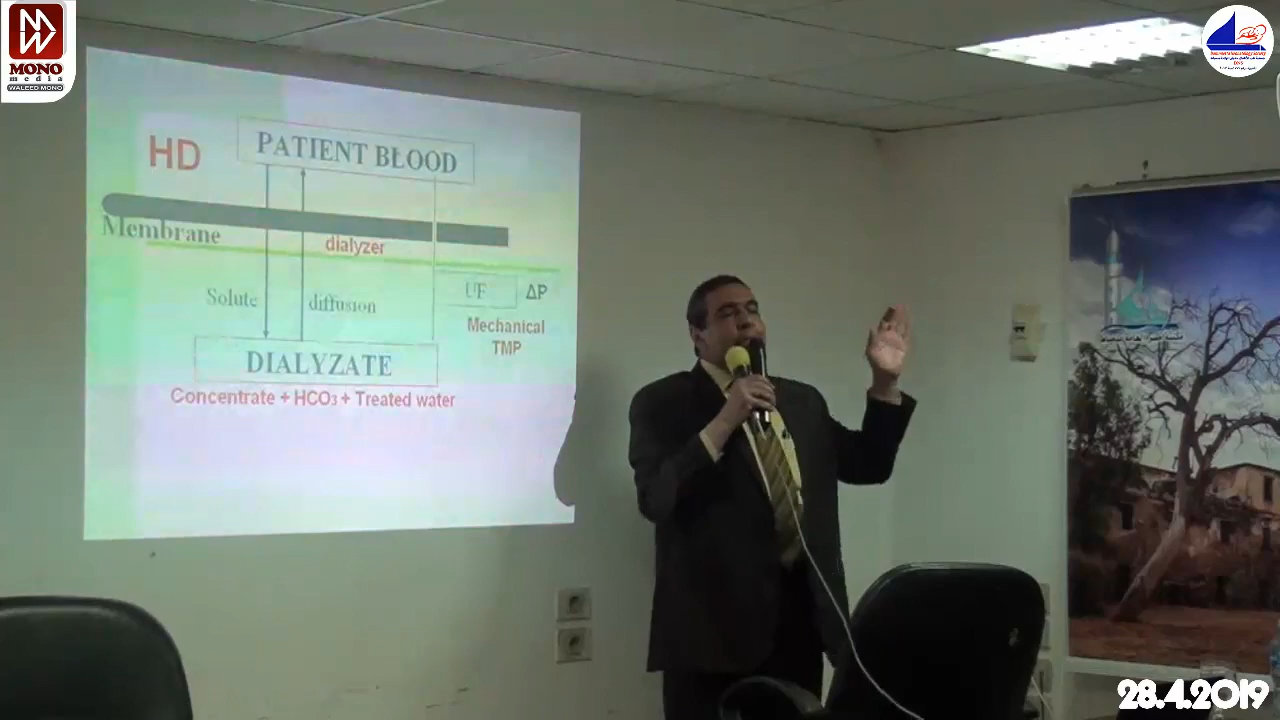 MONO
media
WALEED MONO
DNS
HD
PATIENT BLOOD
Membrane
dialyzer
UF
ΔP
Solute
diffusion
Mechanical
TMP
DIALYZATE
Concentrate + HCO3 + Treated water
28.4.2019